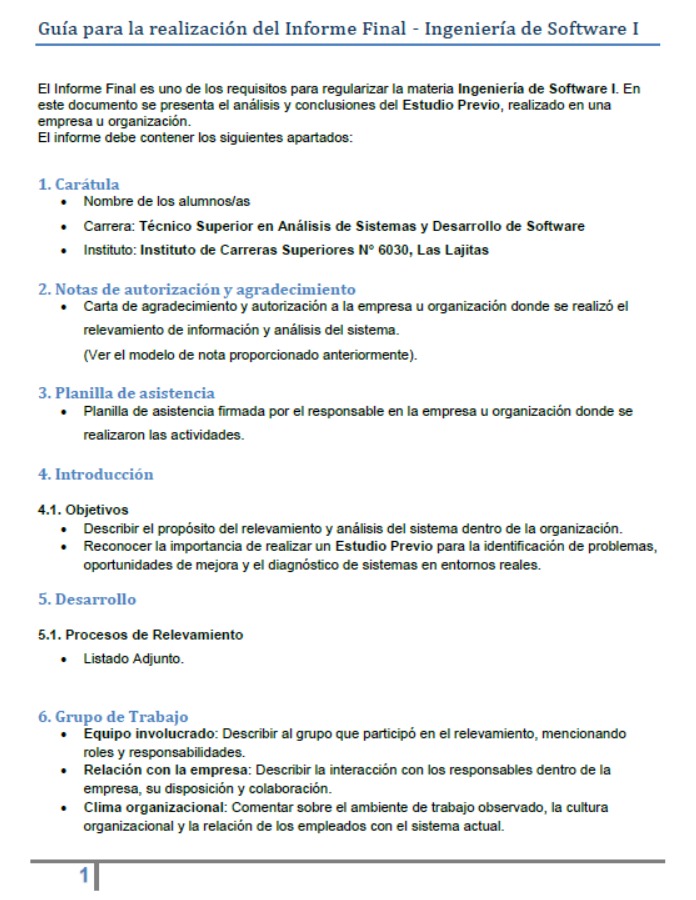 Guía para la realización del Informe Final - Ingeniería de Software I
El Informe Final es uno de los requisitos para regularizar la materia Ingeniería de Software I. En
este documento se presenta el análisis y conclusiones del Estudio Previo, realizado en una
empresa u organización.
El informe debe contener los siguientes apartados:
1. Carátula
• Nombre de los alumnos/as
• Carrera: Técnico Superior en Análisis de Sistemas y Desarrollo de Software
• Instituto: Instituto de Carreras Superiores N° 6030, Las Lajitas
2. Notas de autorización y agradecimiento
• Carta de agradecimiento y autorización a la empresa u organización donde se realizó el
relevamiento de información y análisis del sistema.
(Ver el modelo de nota proporcionado anteriormente).
3. Planilla de asistencia
• Planilla de asistencia firmada por el responsable en la empresa u organización donde se
realizaron las actividades.
4. Introducción
4.1. Objetivos
• Describir el propósito del relevamiento y análisis del sistema dentro de la organización.
• Reconocer la importancia de realizar un Estudio Previo para la identificación de problemas,
oportunidades de mejora y el diagnóstico de sistemas en entornos reales.
5. Desarrollo
5.1. Procesos de Relevamiento
• Listado Adjunto.
6. Grupo de Trabajo
• Equipo involucrado: Describir al grupo que participó en el relevamiento, mencionando
roles y responsabilidades.
• Relación con la empresa: Describir la interacción con los responsables dentro de la
empresa, su disposición y colaboración.
• Clima organizacional: Comentar sobre el ambiente de trabajo observado, la cultura
organizacional y la relación de los empleados con el sistema actual.
1